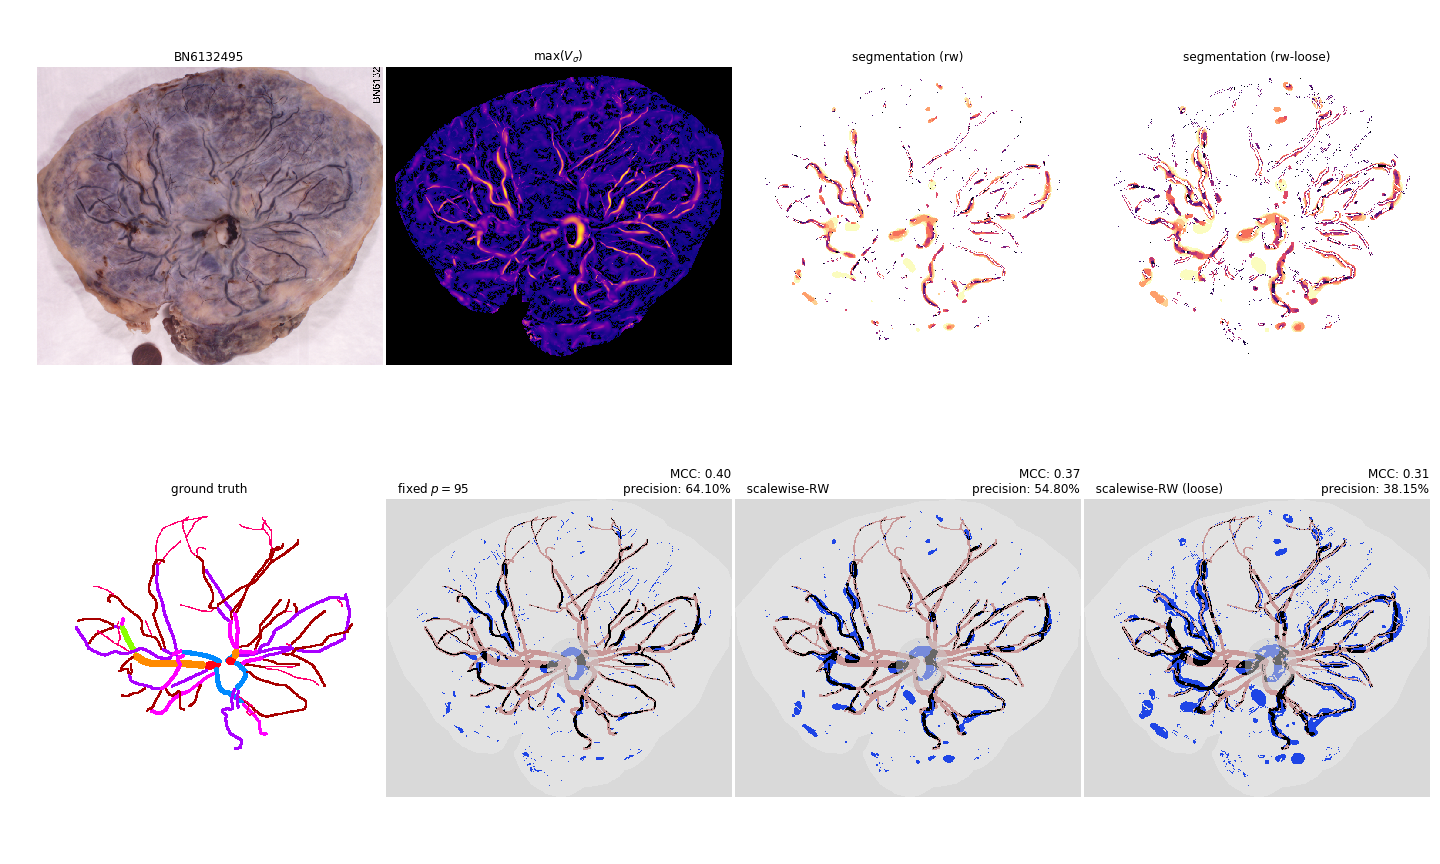 BN6132495
max(V_σ)
segmentation (rw)
segmentation (rw-loose)
BN6132
ground truth
fixed p = 95
MCC: 0.40
precision: 64.10%
scalewise-RW
MCC: 0.37
precision: 54.80%
scalewise-RW (loose)
MCC: 0.31
precision: 38.15%